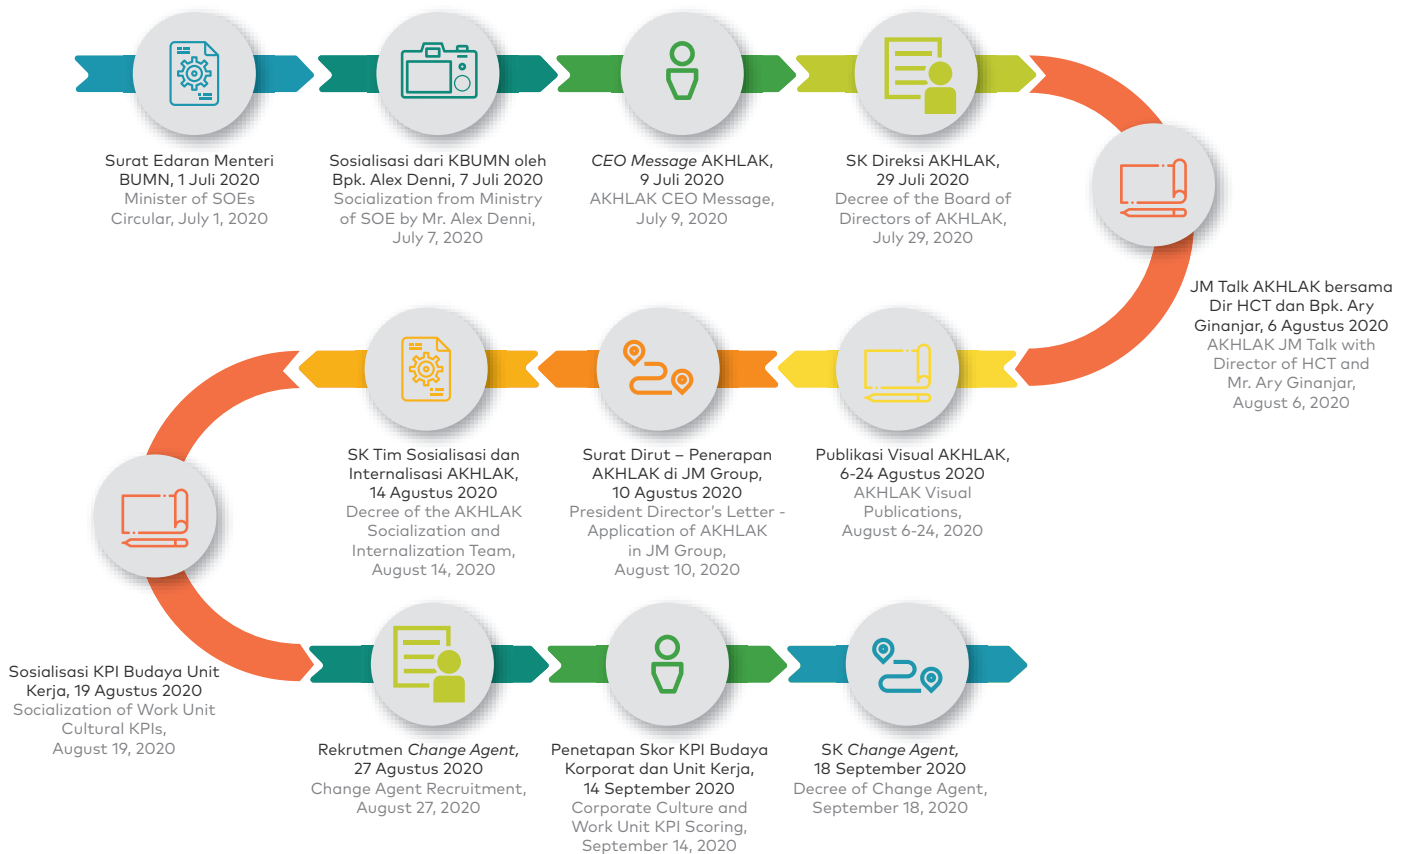 Surat Edaran Menteri
BUMN, 1 Juli 2020
Minister of SOEs
Circular, July 1, 2020
Sosialisasi dari KBUMN oleh
Bpk. Alex Denni, 7 Juli 2020
Socialization from Ministry
of SOE by Mr. Alex Denni,
July 7, 2020
CEO Message AKHLAK,
9 Juli 2020
AKHLAK CEO Message,
July 9, 2020
SK Direksi AKHLAK,
29 Juli 2020
Decree of the Board of
Directors of AKHLAK,
July 29, 2020
JM Talk AKHLAK bersama
Dir HCT dan Bpk. Ary
Ginanjar, 6 Agustus 2020
AKHLAK JM Talk with
Director of HCT and
Mr. Ary Ginanjar,
August 6, 2020
Publikasi Visual AKHLAK,
6-24 Agustus 2020
AKHLAK Visual
Publications,
August 6-24, 2020
Surat Dirut – Penerapan
AKHLAK di JM Group,
10 Agustus 2020
President Director's Letter -
Application of AKHLAK
in JM Group,
August 10, 2020
SK Tim Sosialisasi dan
Internalisasi AKHLAK,
14 Agustus 2020
Decree of the AKHLAK
Socialization and
Internalization Team,
August 14, 2020
Sosialisasi KPI Budaya Unit
Kerja, 19 Agustus 2020
Socialization of Work Unit
Cultural KPIs,
August 19, 2020
Rekrutmen Change Agent,
27 Agustus 2020
Change Agent Recruitment,
August 27, 2020
Penetapan Skor KPI Budaya
Korporat dan Unit Kerja,
14 September 2020
Corporate Culture and
Work Unit KPI Scoring,
September 14, 2020
SK Change Agent,
18 September 2020
Decree of Change Agent,
September 18, 2020